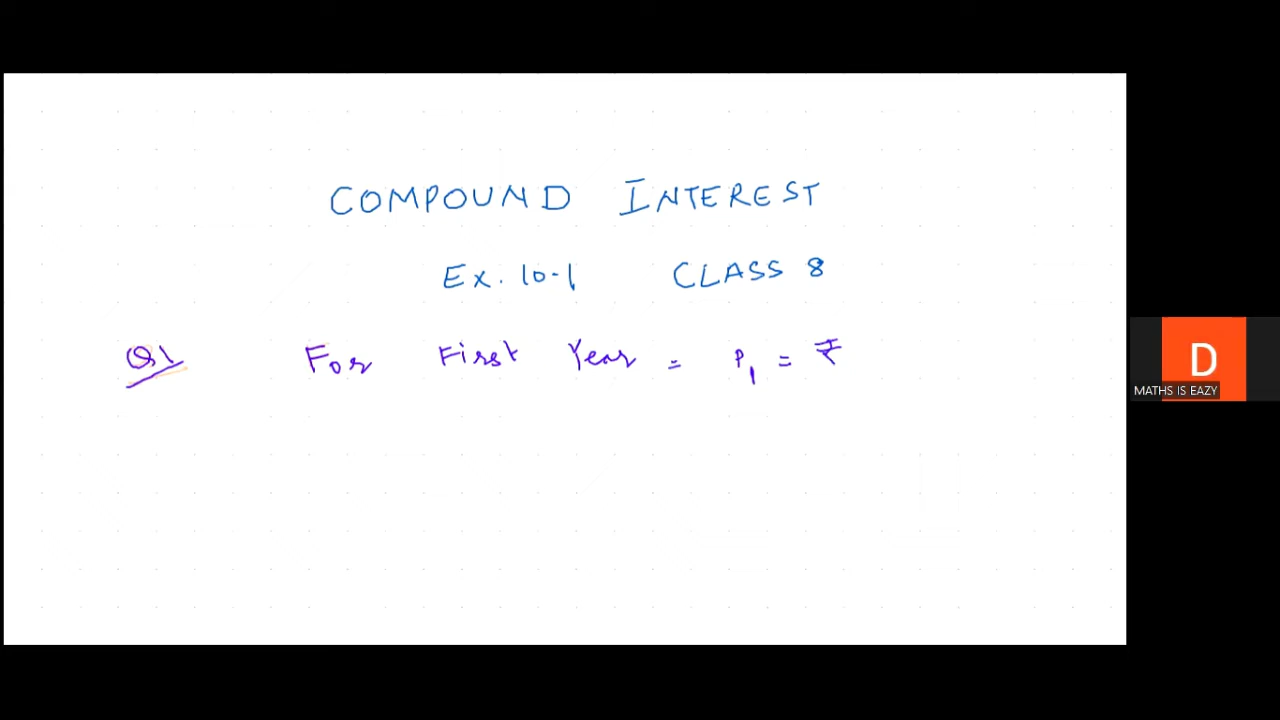 COMPOUND INTEREST
Ex. 10.1 CLASS 8
Q1 For First Year = P1 = ₹
D
MATHS IS EAZY